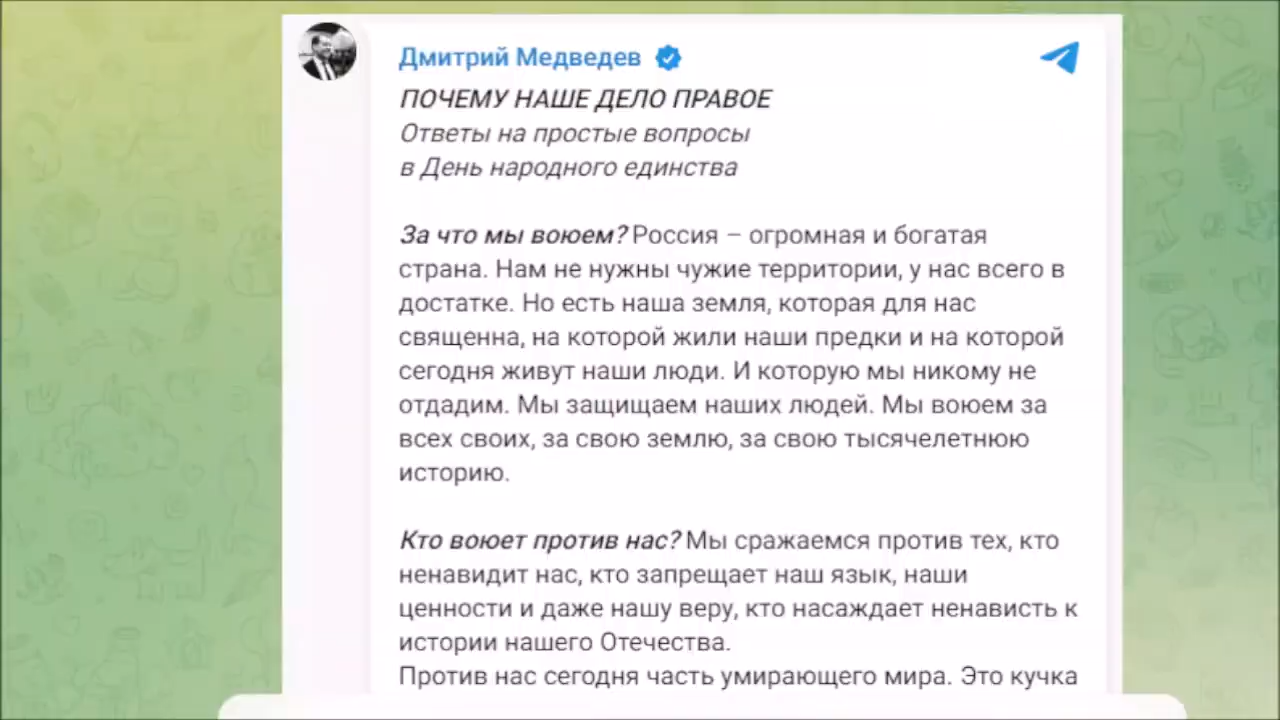 Дмитрий Медведев
ПОЧЕМУ НАШЕ ДЕЛО ПРАВОЕ
Ответы на простые вопросы
в День народного единства
За что мы воюем? Россия – огромная и богатая
страна. Нам не нужны чужие территории, у нас всего в
достатке. Но есть наша земля, которая для нас
священна, на которой жили наши предки и на которой
сегодня живут наши люди. И которую мы никому не
отдадим. Мы защищаем наших людей. Мы воюем за
всех своих, за свою землю, за свою тысячелетнюю
историю.
Кто воюет против нас? Мы сражаемся против тех, кто
ненавидит нас, кто запрещает наш язык, наши
ценности и даже нашу веру, кто насаждает ненависть к
истории нашего Отечества.
Против нас сегодня часть умирающего мира. Это кучка